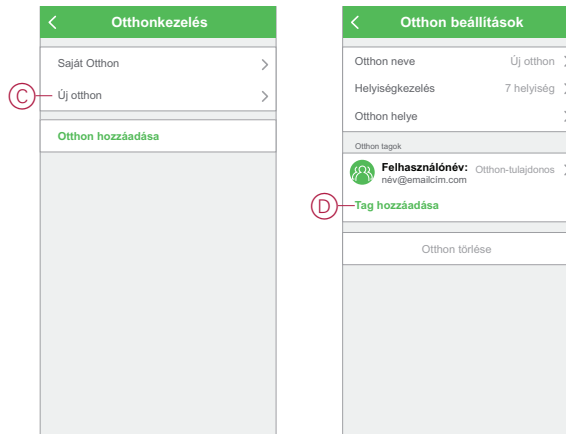 Otthonkezelés
Saját Otthon
C
Új otthon
Otthon hozzáadása
Otthon beállítások
Otthon neve Új otthon
Helyiségkezelés 7 helyiség
Otthon helye
Otthon tagok
Felhasználónév: Otthon-tulajdonos
név@emailcim.com
D
Tag hozzáadása
Otthon törlése